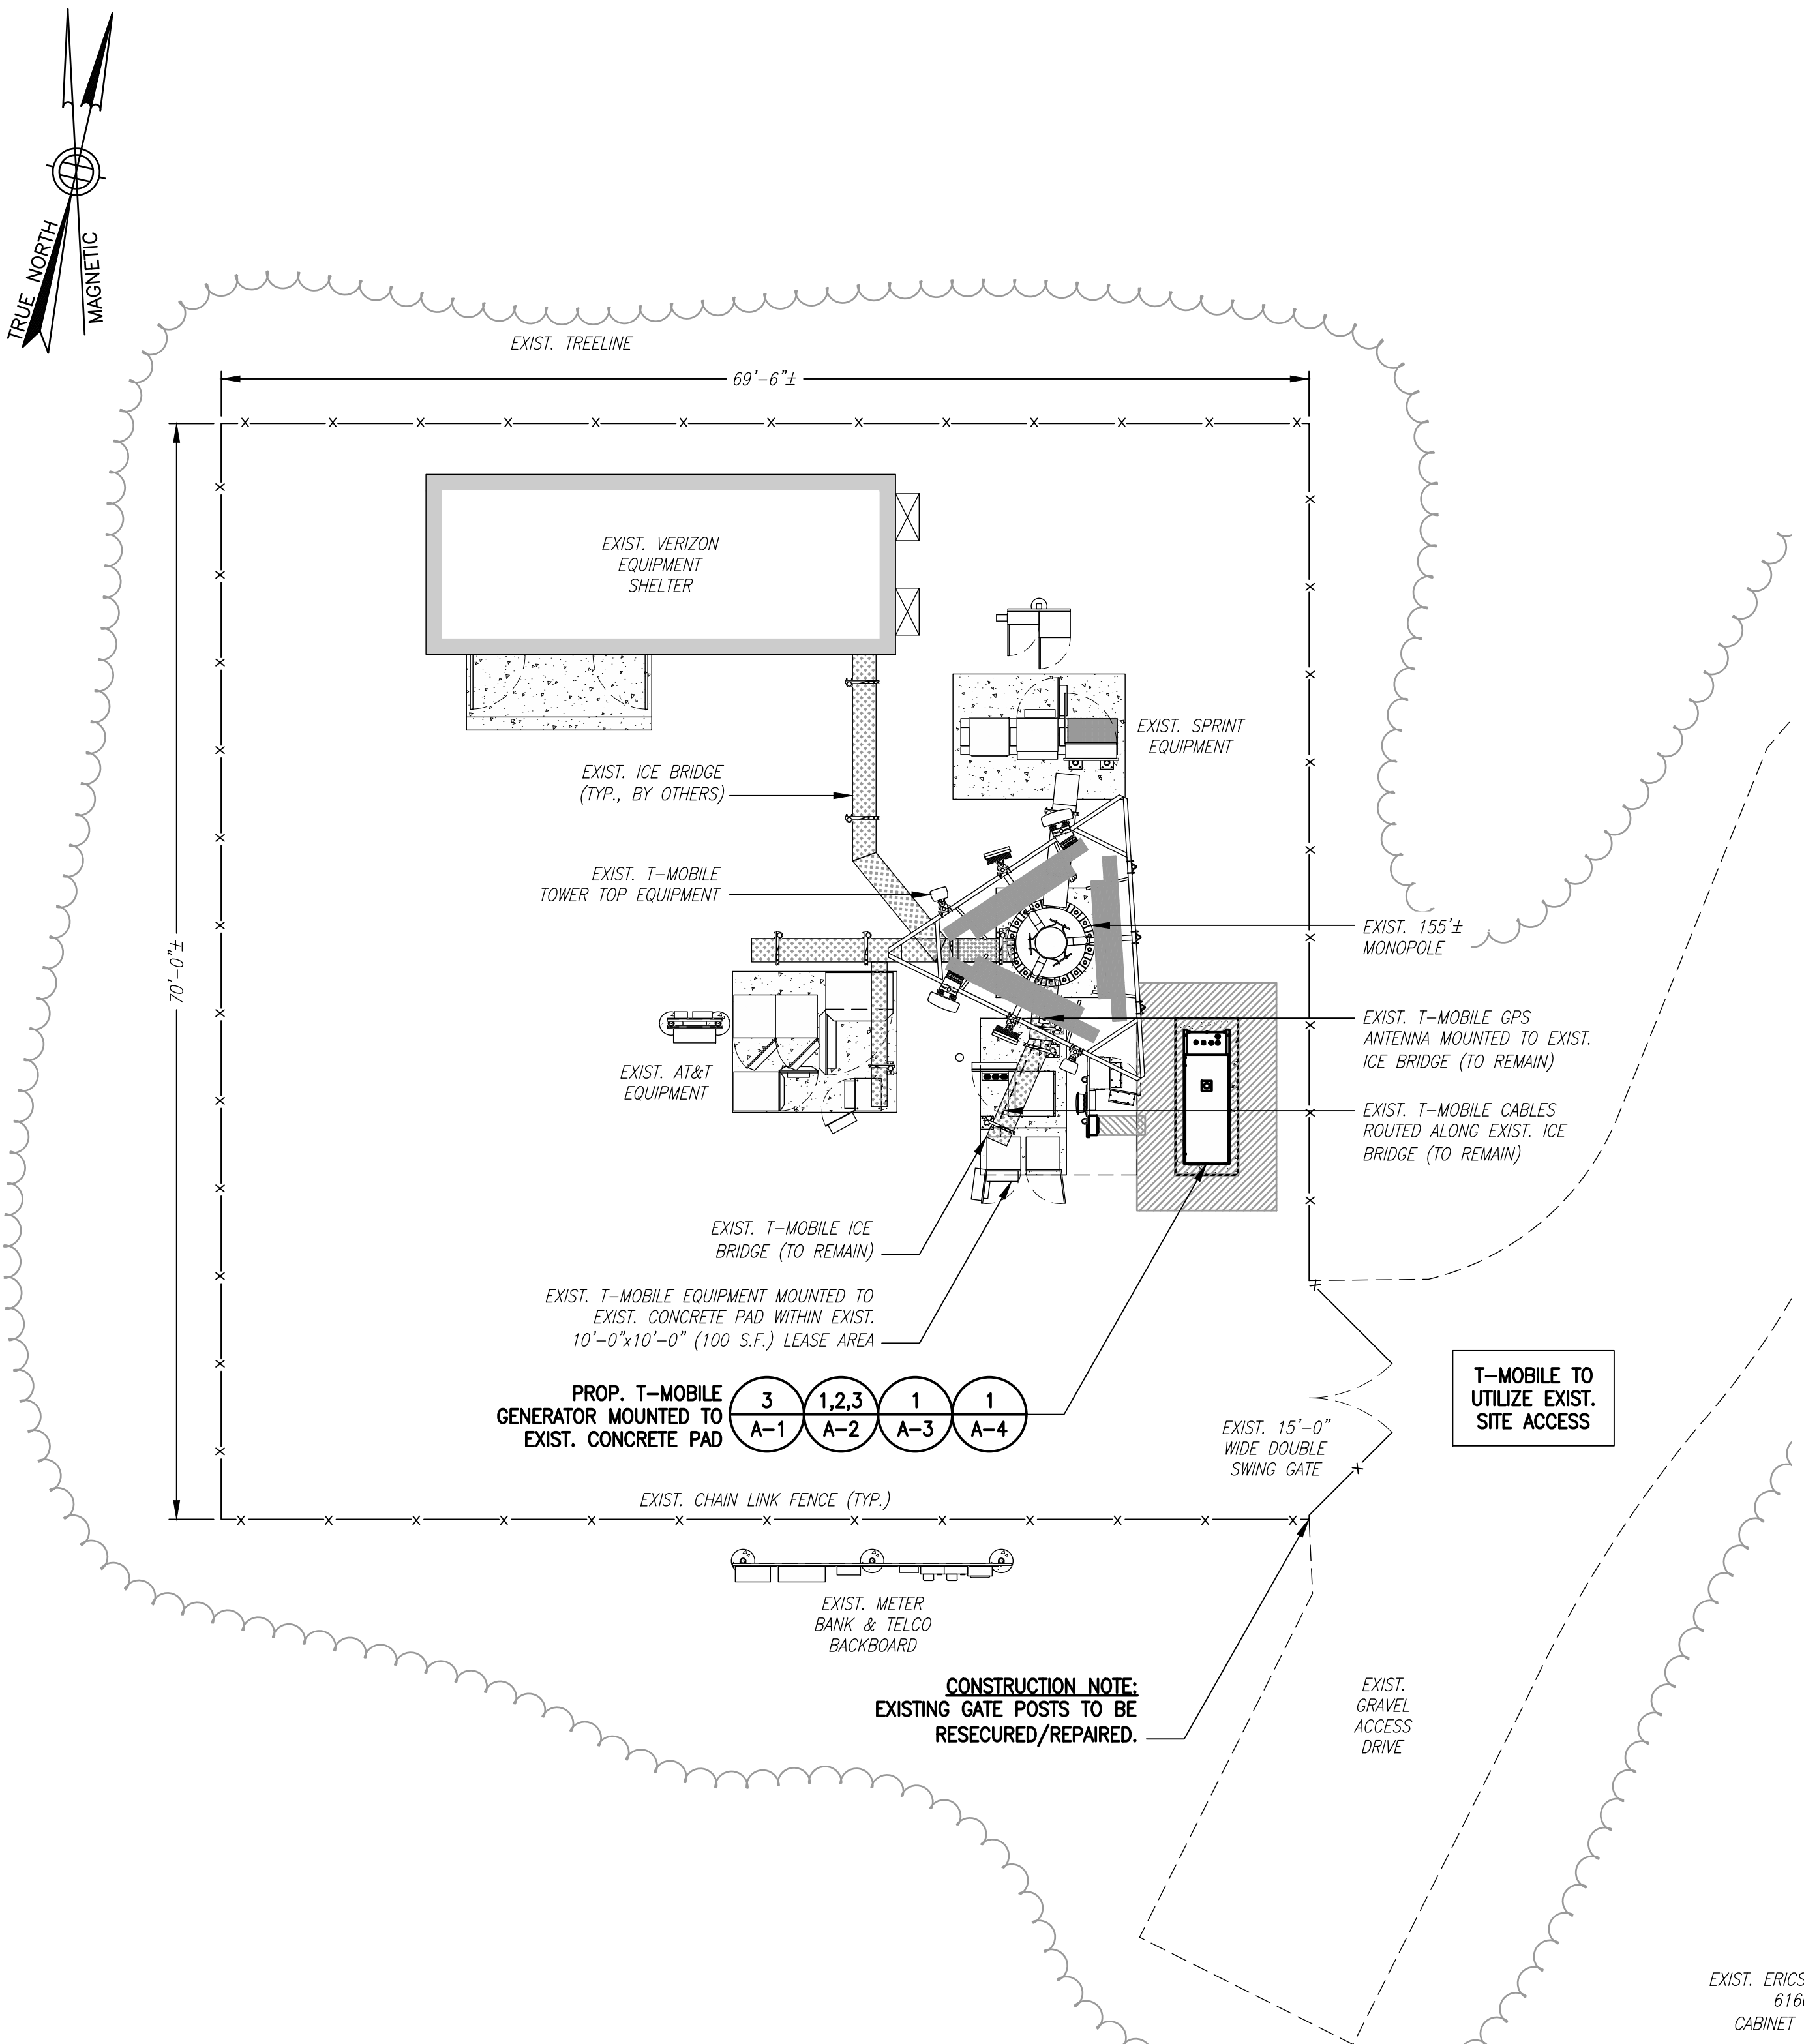 TRUE NORTH
MAGNETIC
EXIST. TREELINE
69'-6"±
70'-0"±
EXIST. VERIZON
EQUIPMENT
SHELTER
EXIST. SPRINT
EQUIPMENT
EXIST. ICE BRIDGE
(TYP., BY OTHERS)
EXIST. T-MOBILE
TOWER TOP EQUIPMENT
EXIST. 155'±
MONOPOLE
EXIST. T-MOBILE GPS
ANTENNA MOUNTED TO EXIST.
ICE BRIDGE (TO REMAIN)
EXIST. AT&T
EQUIPMENT
EXIST. T-MOBILE CABLES
ROUTED ALONG EXIST. ICE
BRIDGE (TO REMAIN)
EXIST. T-MOBILE ICE
BRIDGE (TO REMAIN)
EXIST. T-MOBILE EQUIPMENT MOUNTED TO
EXIST. CONCRETE PAD WITHIN EXIST.
10'-0"x10'-0" (100 S.F.) LEASE AREA
PROP. T-MOBILE
GENERATOR MOUNTED TO
EXIST. CONCRETE PAD
3 1,2,3 1 1
A-1 A-2 A-3 A-4
T-MOBILE TO
UTILIZE EXIST.
SITE ACCESS
EXIST. 15'-0"
WIDE DOUBLE
SWING GATE
EXIST. CHAIN LINK FENCE (TYP.)
EXIST. METER
BANK & TELCO
BACKBOARD
CONSTRUCTION NOTE:
EXISTING GATE POSTS TO BE
RESECURED/REPAIRED.
EXIST.
GRAVEL
ACCESS
DRIVE
EXIST. ERICS
616
CABINET